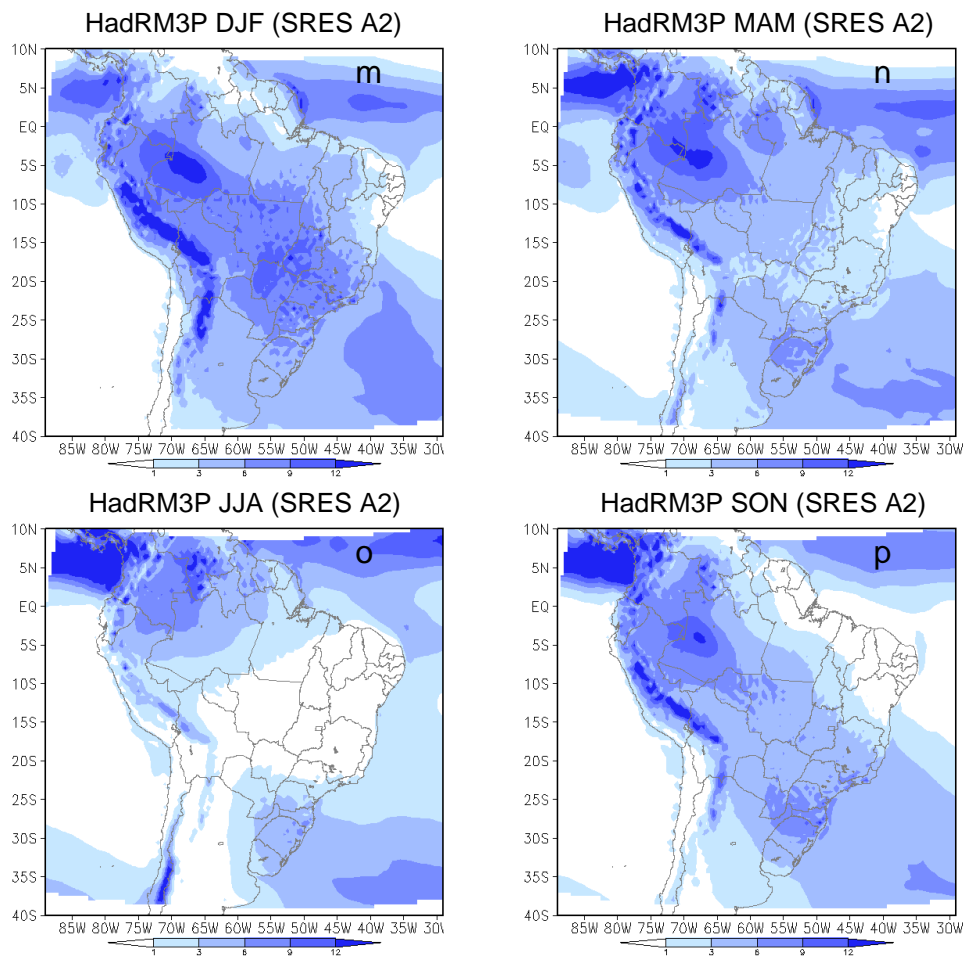 HadRM3P DJF (SRES A2)
HadRM3P MAM (SRES A2)
10N
5N
EQ
5S
10S
15S
20S
25S
30S
35S
40S
m
85W 80W 75W 70W 65W 60W 55W 50W 45W 40W 35W 30W
1 3 6 9 12
10N
5N
EQ
5S
10S
15S
20S
25S
30S
35S
40S
n
85W 80W 75W 70W 65W 60W 55W 50W 45W 40W 35W 30W
1 3 6 9 12
HadRM3P JJA (SRES A2)
HadRM3P SON (SRES A2)
10N
5N
EQ
5S
10S
15S
20S
25S
30S
35S
40S
o
85W 80W 75W 70W 65W 60W 55W 50W 45W 40W 35W 30W
1 3 6 9 12
10N
5N
EQ
5S
10S
15S
20S
25S
30S
35S
40S
p
85W 80W 75W 70W 65W 60W 55W 50W 45W 40W 35W 30W
1 3 6 9 12